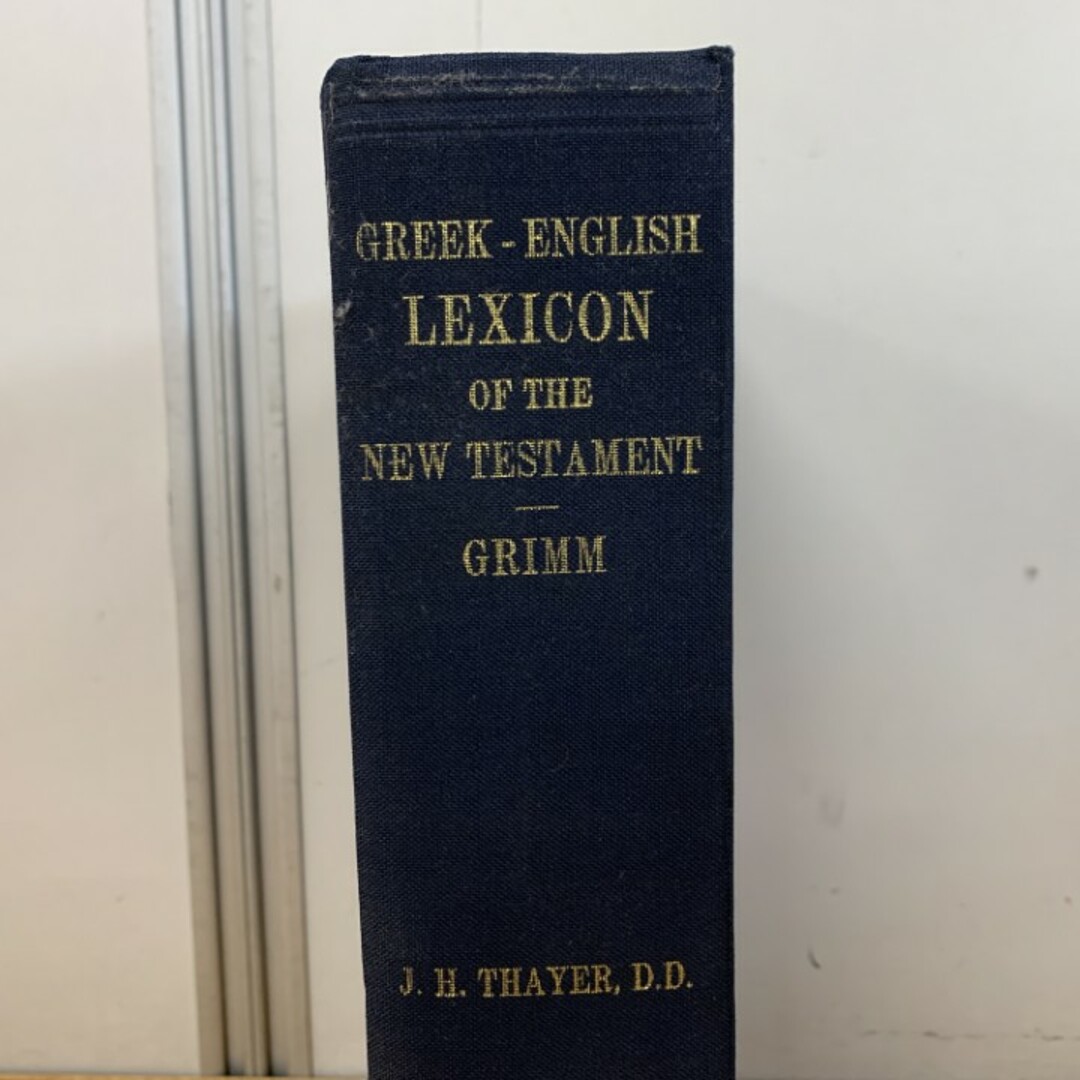 GREEK - ENGLISH
LEXICON
OF THE
NEW TESTAMENT
GRIMM
J. H. THAYER, D.D.